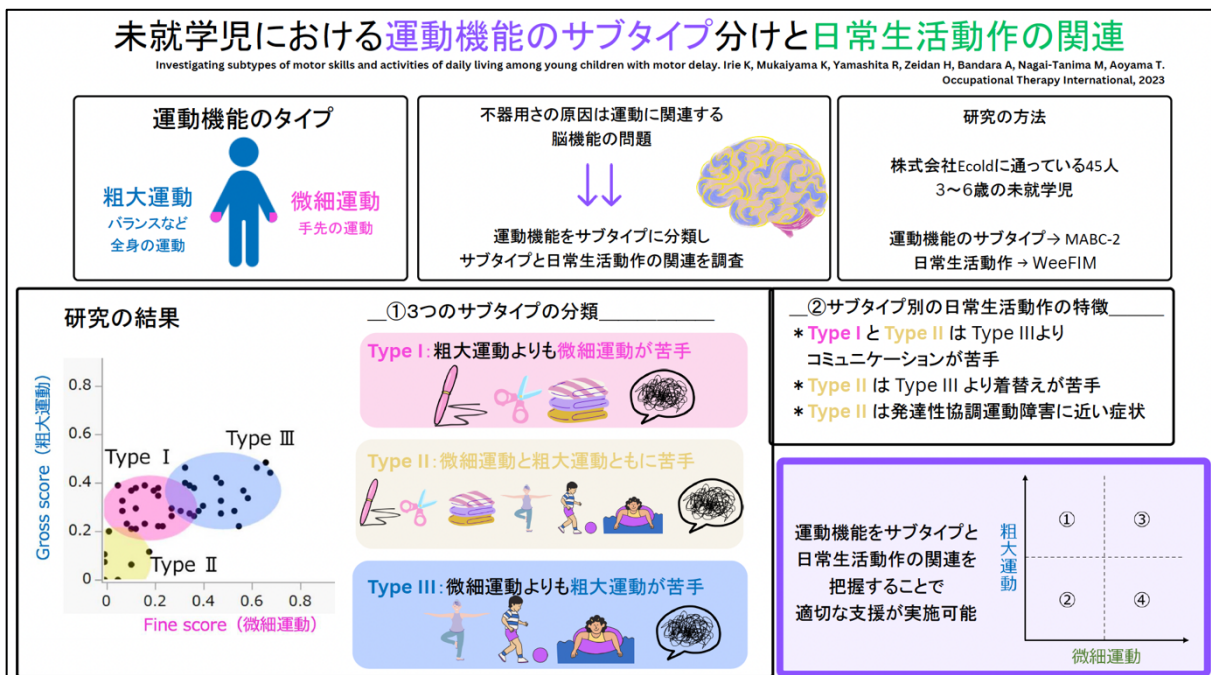 未就学児における運動機能のサブタイプ分けと日常生活動作の関連
Investigating subtypes of motor skills and activities of daily living among young children with motor delay. Irie K, Mukaiyama K, Yamashita R, Zeidan H, Bandara A, Nagai-Tanima M, Aoyama T.
Occupational Therapy International, 2023
運動機能のタイプ
粗大運動
バランスなど
全身の運動
微細運動
手先の運動
不器用さの原因は運動に関連する
脳機能の問題
↓↓
運動機能をサブタイプに分類し
サブタイプと日常生活動作の関連を調査
研究の方法
株式会社Ecoldに通っている45人
3～6歳の未就学児
運動機能のサブタイプ→ MABC-2
日常生活動作 → WeeFIM
研究の結果
Gross score（粗大運動）
0.8
0.6
0.4
0.2
0
Type Ⅰ
Type Ⅲ
Type Ⅱ
0 0.2 0.4 0.6 0.8
Fine score（微細運動）
__①3つのサブタイプの分類__________
Type I：粗大運動よりも微細運動が苦手
Type II：微細運動と粗大運動ともに苦手
Type III：微細運動よりも粗大運動が苦手
__②サブタイプ別の日常生活動作の特徴______
* Type I と Type II は Type IIIより
コミュニケーションが苦手
* Type II は Type III より着替えが苦手
* Type II は発達性協調運動障害に近い症状
運動機能をサブタイプと
日常生活動作の関連を
把握することで
適切な支援が実施可能
粗大運動
① ③
② ④
微細運動